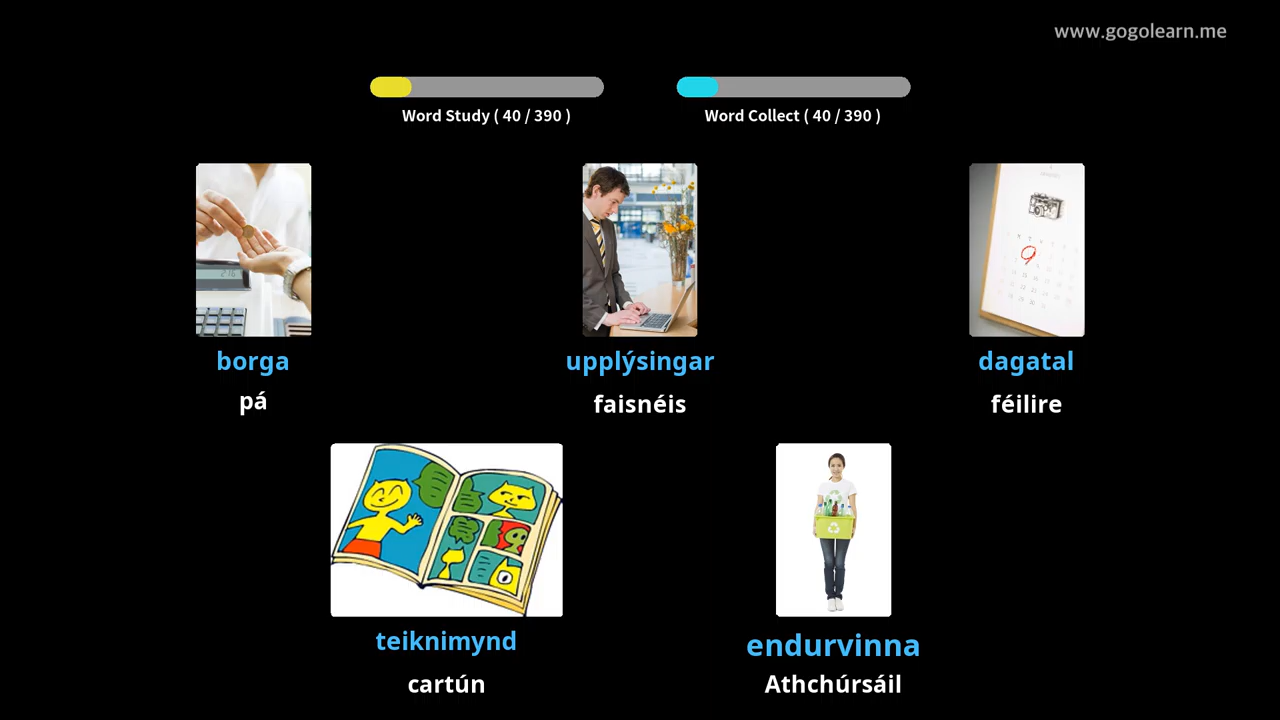 www.gogolearn.me
Word Study ( 40 / 390 )
Word Collect ( 40 / 390 )
borga
upplýsingar
dagatal
pá
faisnéis
féilire
teiknimynd
endurvinna
cartún
Athchúrsáil